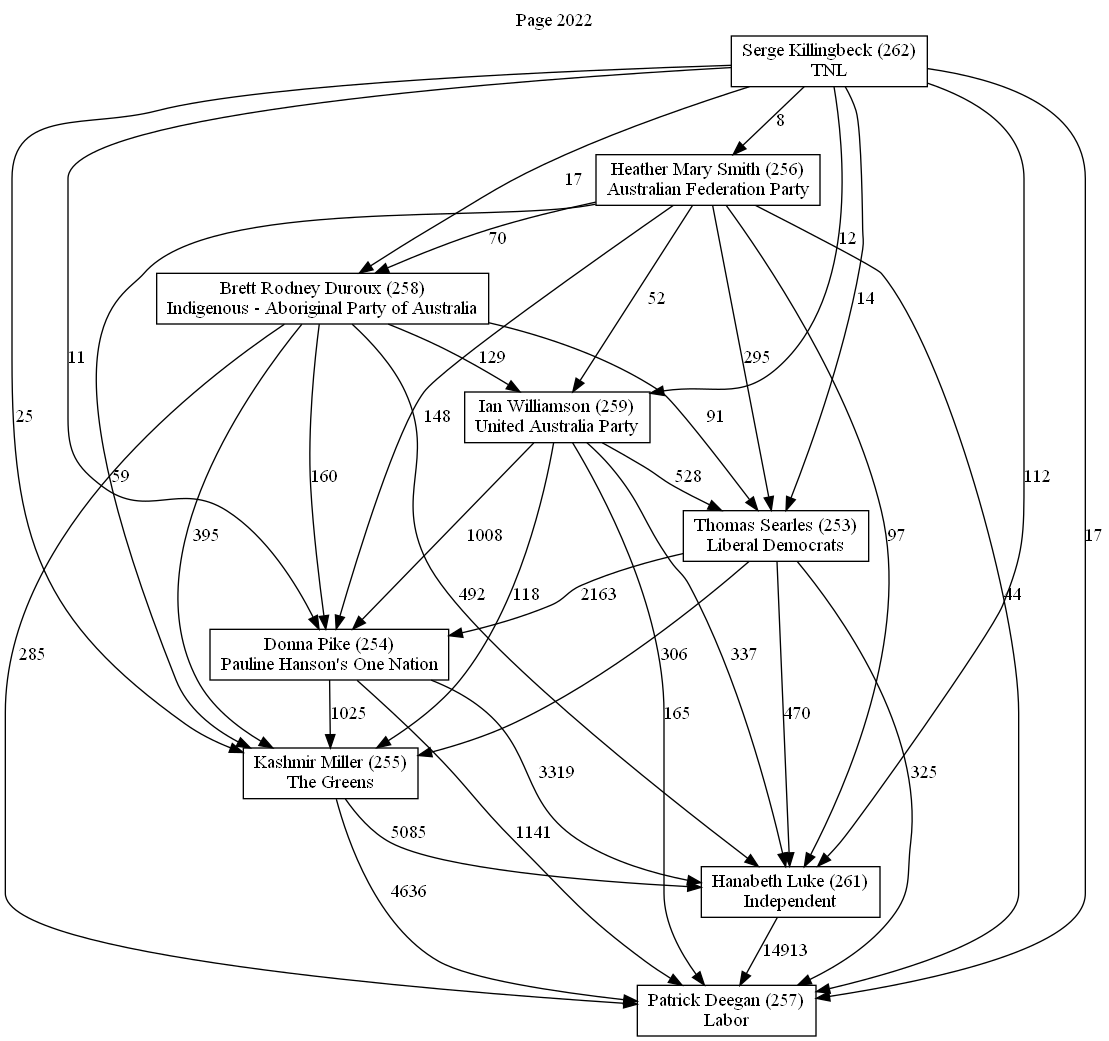 Page 2022
Serge Killingbeck (262)
TNL
8
Heather Mary Smith (256)
Australian Federation Party
17
70
12
Brett Rodney Duroux (258)
Indigenous - Aboriginal Party of Australia
52
14
11
129
295
25
148
Ian Williamson (259)
United Australia Party
91
59
160
528
112
395
1008
Thomas Searles (253)
Liberal Democrats
97
17
492
118
2163
44
285
Donna Pike (254)
Pauline Hanson's One Nation
306
337
1025
165
470
Kashmir Miller (255)
The Greens
3319
325
5085
1141
4636
Hanabeth Luke (261)
Independent
14913
Patrick Deegan (257)
Labor